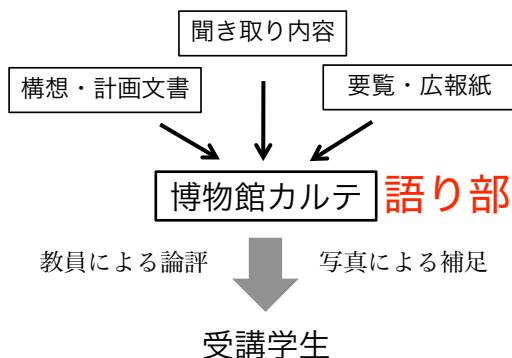 聞き取り内容
構想・計画文書
要覧・広報紙
博物館カルテ 語り部
教員による論評 写真による補足
受講学生